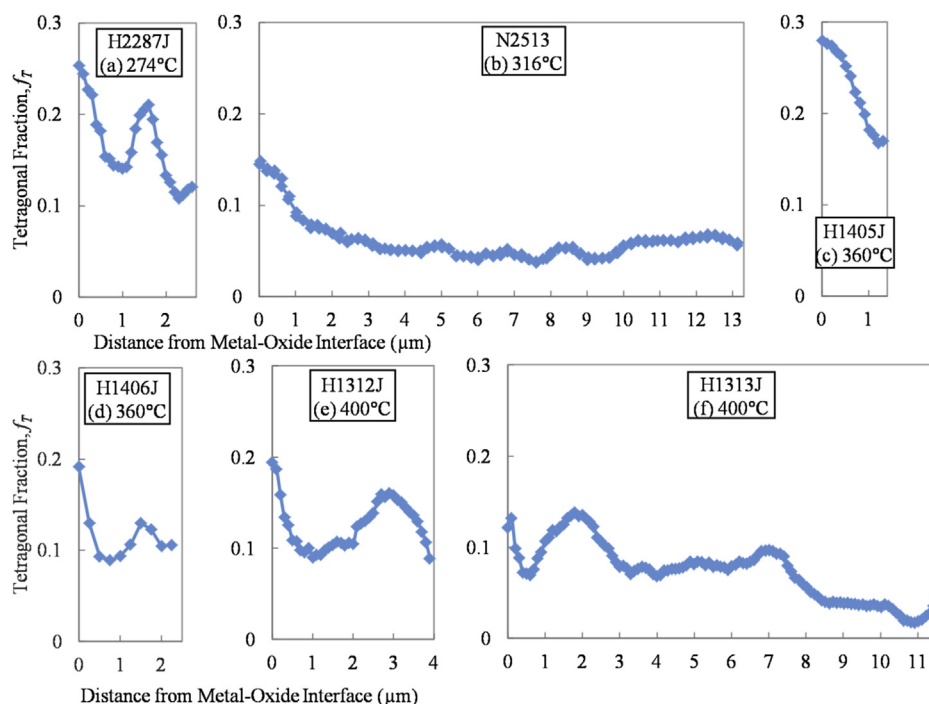 Tetragonal Fraction, fT
0.3
0.2
0.1
0
H2287J
(a) 274°C
0 1 2
0.3
0.2
0.1
0
N2513
(b) 316°C
0 1 2 3 4 5 6 7 8 9 10 11 12 13
0.3
0.2
0.1
0
H1405J
(c) 360°C
0 1
Distance from Metal-Oxide Interface (µm)
Tetragonal Fraction, fT
0.3
0.2
0.1
0
H1406J
(d) 360°C
0 1 2
0.3
0.2
0.1
0
H1312J
(e) 400°C
0 1 2 3 4
0.3
0.2
0.1
0
H1313J
(f) 400°C
0 1 2 3 4 5 6 7 8 9 10 11
Distance from Metal-Oxide Interface (µm)